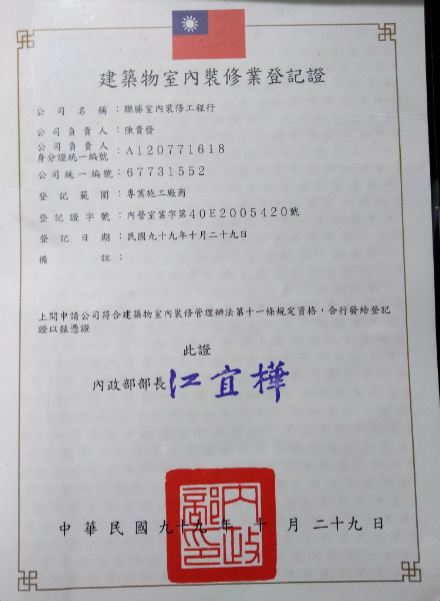 建築物室內裝修業登記證
公司名稱：聯勝室內裝修工程行
公司負責人：陳貴發
公司負責人身分證統一編號：A120771618
公司統一編號：67731552
登記範圍：專業施工廠商
登記證字號：內營室業字第40E2005420號
登記日期：民國九十九年十月二十九日
備註：
上開申請公司符合建築物室內裝修管理辦法第十一條規定資格，合行發給登記
證以玆憑證
此證
內政部部長 江宜樺
內政部印
中華民國九十九年十月二十九日